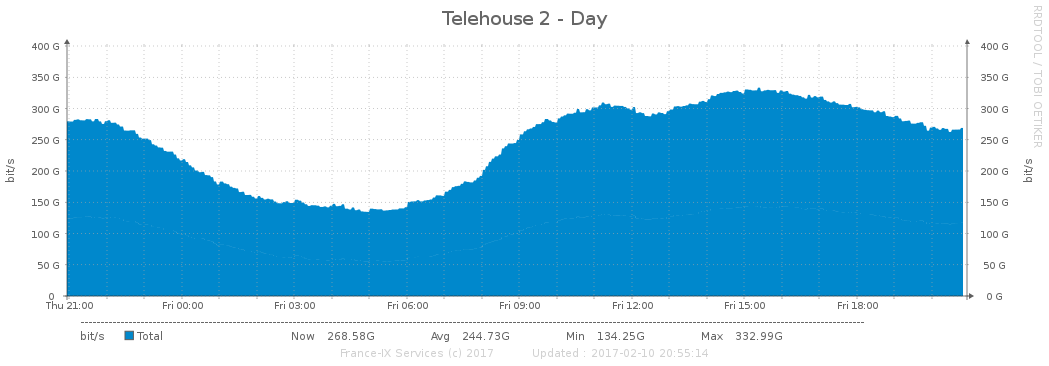 Telehouse 2 - Day
RRDTOOL / TOBI OETIKER
400 G 400 G
350 G 350 G
300 G 300 G
250 G 250 G
200 G 200 G
150 G 150 G
100 G 100 G
50 G 50 G
0 0 G
bit/s
bit/s
Thu 21:00 Fri 00:00 Fri 03:00 Fri 06:00 Fri 09:00 Fri 12:00 Fri 15:00 Fri 18:00
bit/s Total Now 268.58G Avg 244.73G Min 134.25G Max 332.99G
France-IX Services (c) 2017 Updated : 2017-02-10 20:55:14